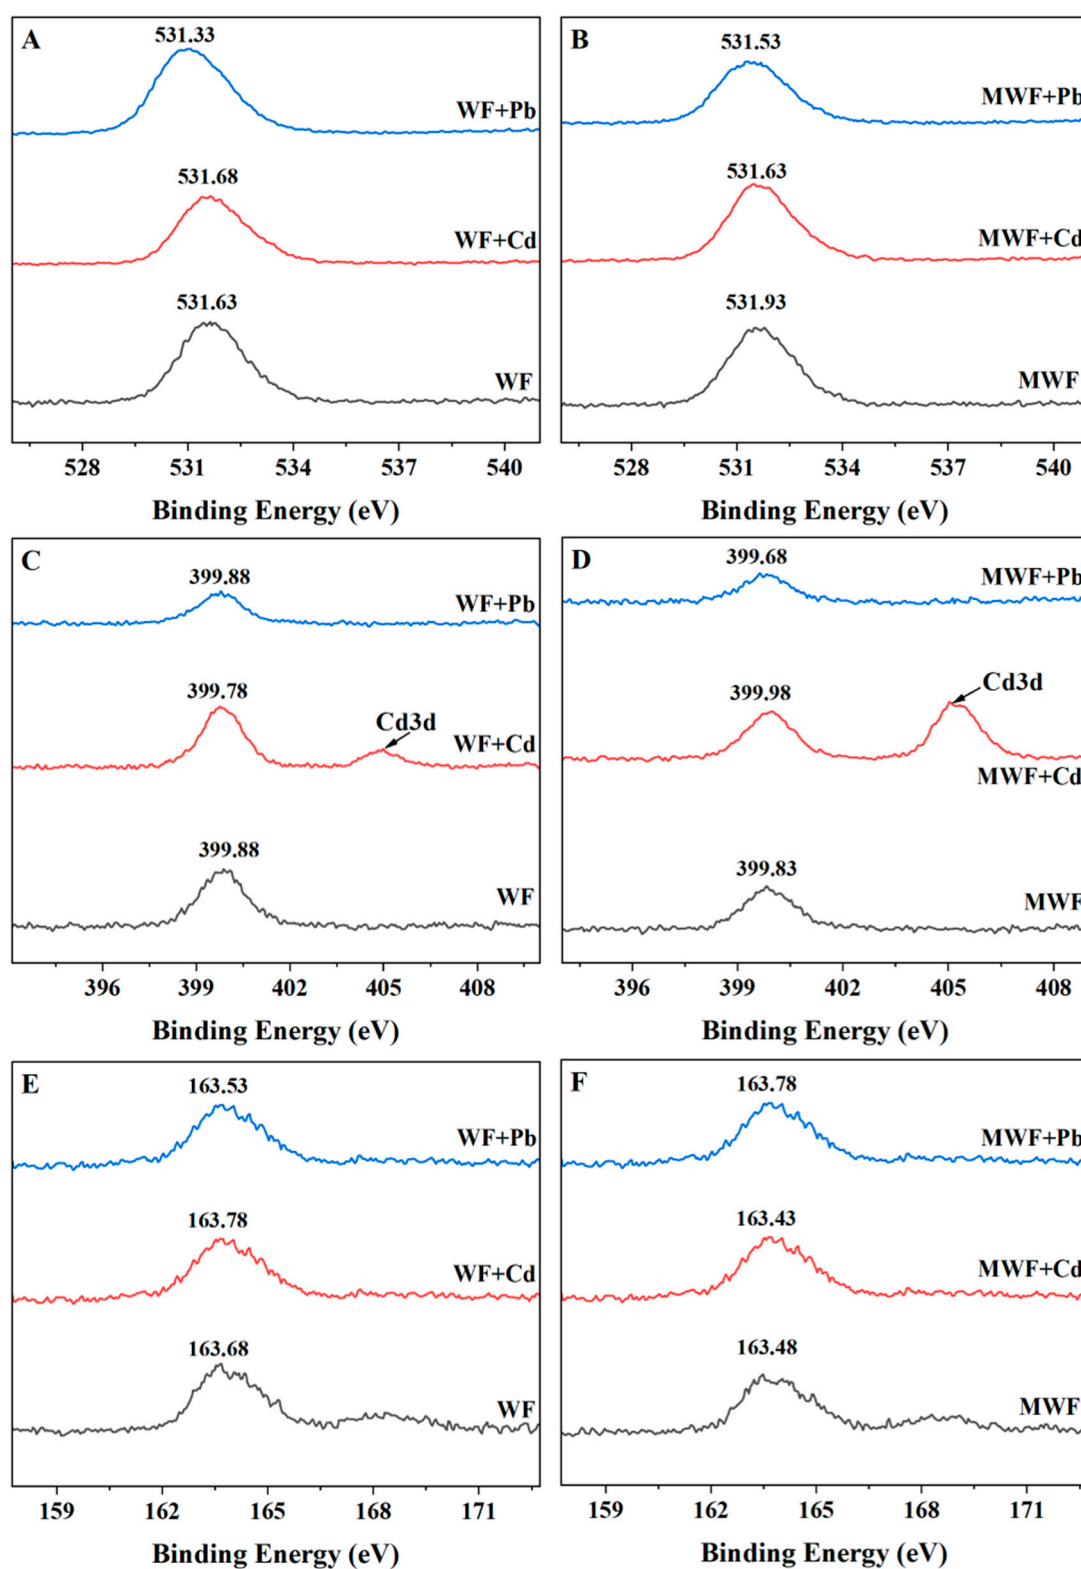 A
531.33
WF+Pb
531.68
WF+Cd
531.63
WF
528 531 534 537 540
Binding Energy (eV)
B
531.53
MWF+Pb
531.63
MWF+Cd
531.93
MWF
528 531 534 537 540
Binding Energy (eV)
C
399.88
WF+Pb
399.78
Cd3d
WF+Cd
399.88
WF
396 399 402 405 408
Binding Energy (eV)
D
399.68
MWF+Pb
Cd3d
399.98
MWF+Cd
399.83
MWF
396 399 402 405 408
Binding Energy (eV)
E
163.53
WF+Pb
163.78
WF+Cd
163.68
WF
159 162 165 168 171
Binding Energy (eV)
F
163.78
MWF+Pb
163.43
MWF+Cd
163.48
MWF
159 162 165 168 171
Binding Energy (eV)